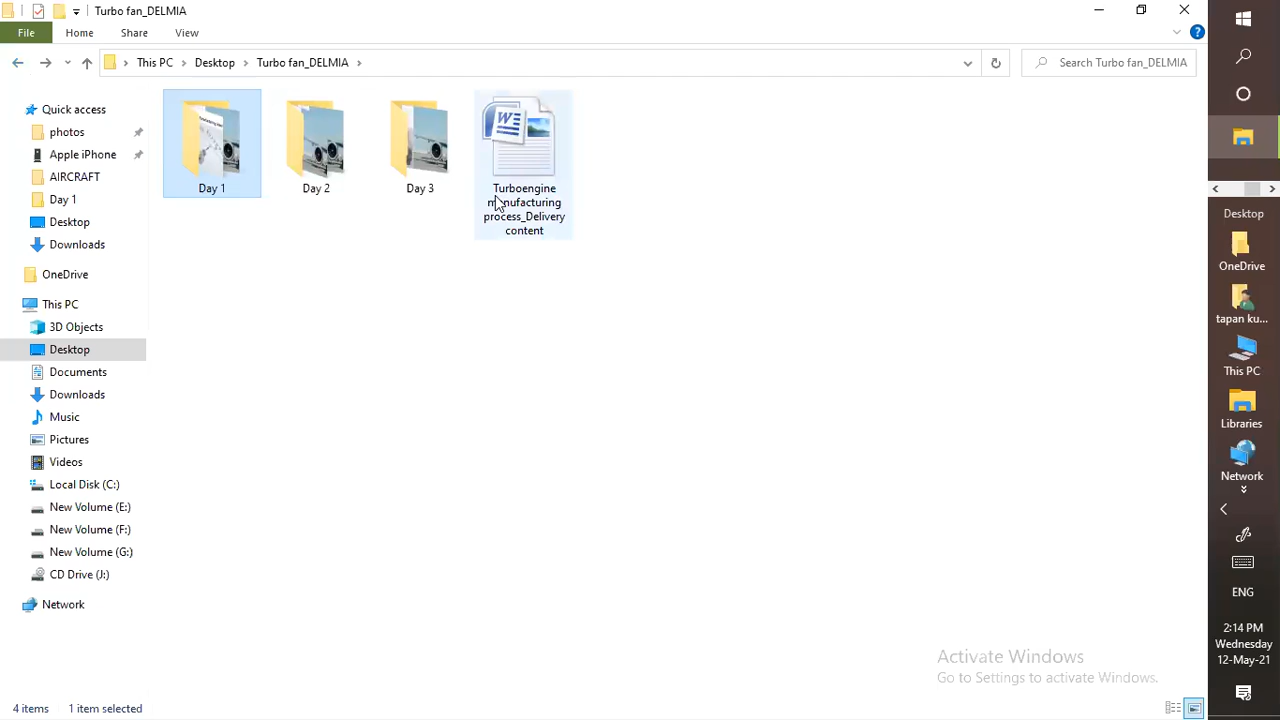 Turbo fan_DELMIA
File
Home
Share
View
This PC
Desktop
Turbo fan_DELMIA
Search Turbo fan_DELMIA
Quick access
photos
Apple iPhone
AIRCRAFT
Day 1
Desktop
Downloads
OneDrive
This PC
3D Objects
Desktop
Documents
Downloads
Music
Pictures
Videos
Local Disk (C:)
New Volume (E:)
New Volume (F:)
New Volume (G:)
CD Drive (J:)
Network
Day 1
Day 2
Day 3
Turboengine
manufacturing
process_Delivery
content
Activate Windows
Go to Settings to activate Windows.
4 items
1 item selected
Desktop
OneDrive
tapan ku...
This PC
Libraries
Network
ENG
2:14 PM
Wednesday
12-May-21